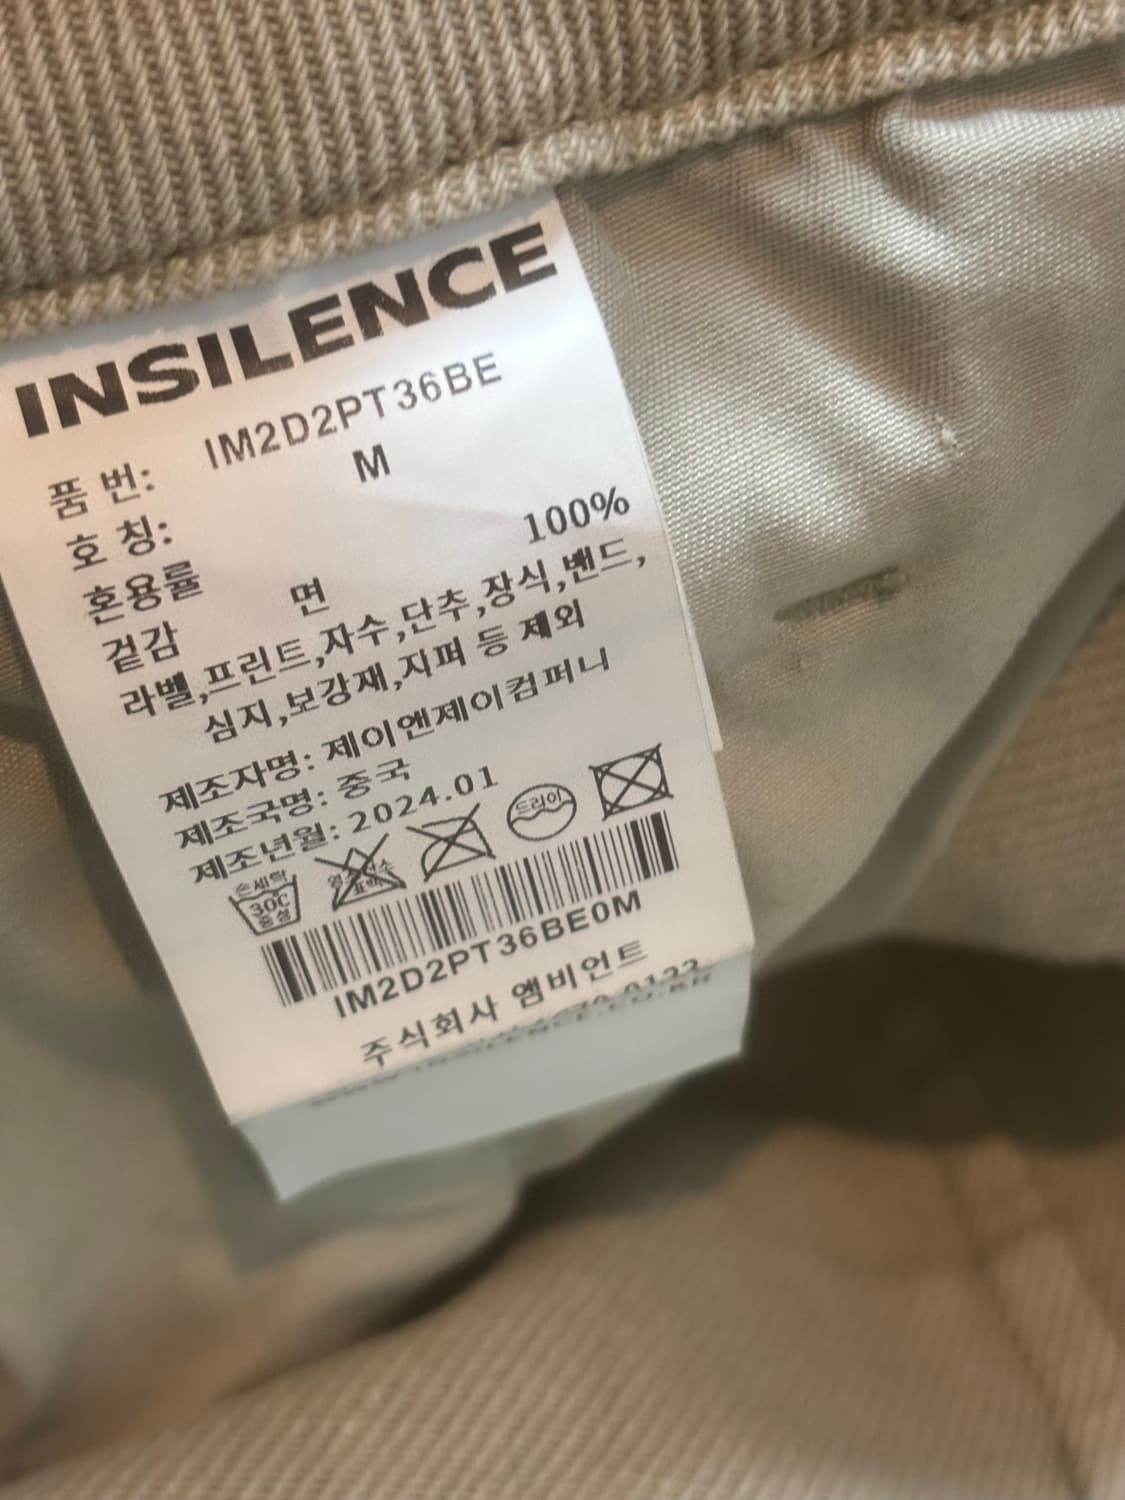 INSILENCE
품 번: IM2D2PT36BE
호 칭: M
혼용률
겉감 면 100%
라벨,프린트,자수,단추,장식,밴드,
심지,보강재,지퍼 등 제외
제조자명: 제이엔제이컴퍼니
제조국명: 중국
제조년월: 2024.01
손세탁
30℃
중성
드라이
표백
IM2D2PT36BE0M
주식회사 앰비언트